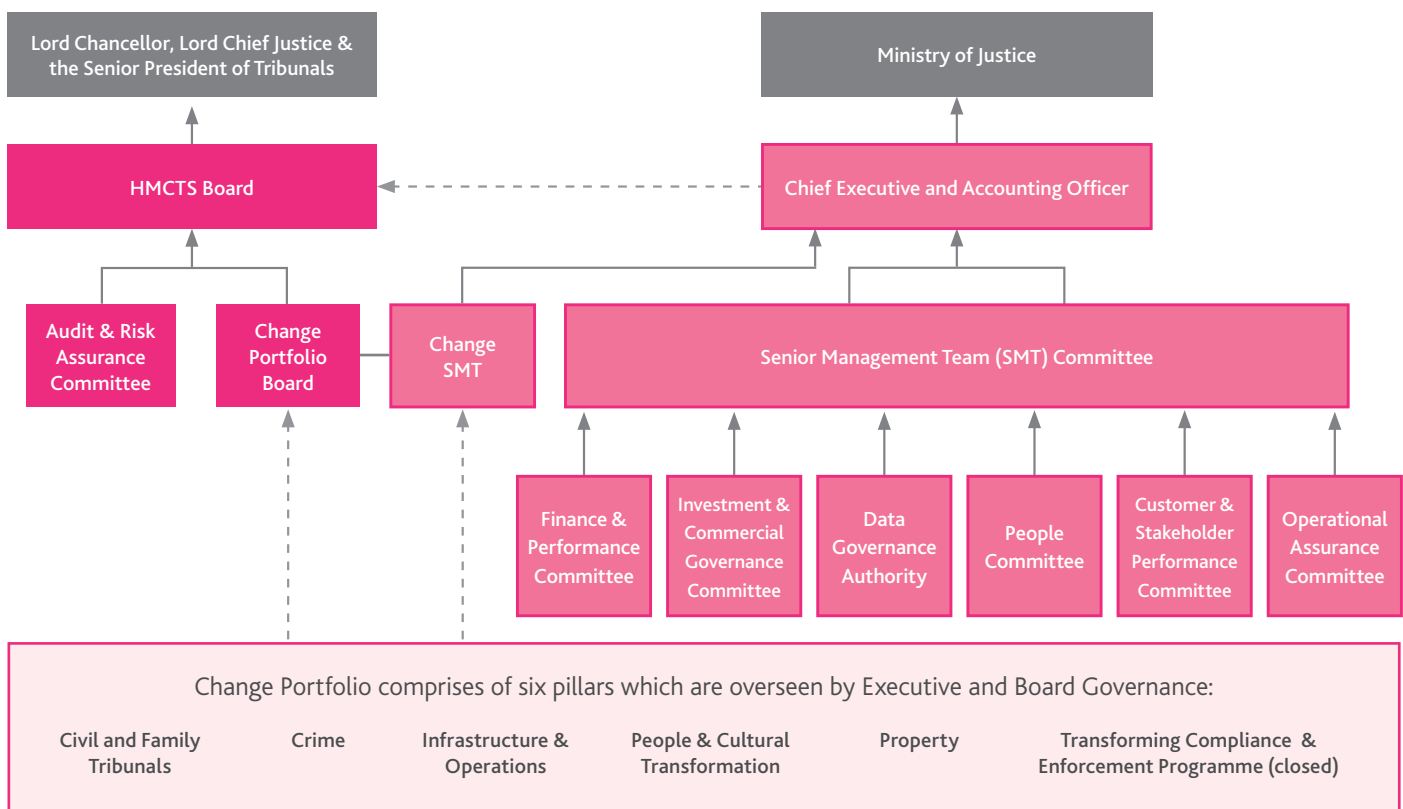 Lord Chancellor, Lord Chief Justice &
the Senior President of Tribunals
Ministry of Justice
HMCTS Board
Chief Executive and Accounting Officer
Audit & Risk
Assurance
Committee
Change
Portfolio
Board
Change
SMT
Senior Management Team (SMT) Committee
Finance &
Performance
Committee
Investment &
Commercial
Governance
Committee
Data
Governance
Authority
People
Committee
Customer &
Stakeholder
Performance
Committee
Operational
Assurance
Committee
Change Portfolio comprises of six pillars which are overseen by Executive and Board Governance:
Civil and Family
Tribunals
Crime
Infrastructure &
Operations
People & Cultural
Transformation
Property
Transforming Compliance &
Enforcement Programme (closed)